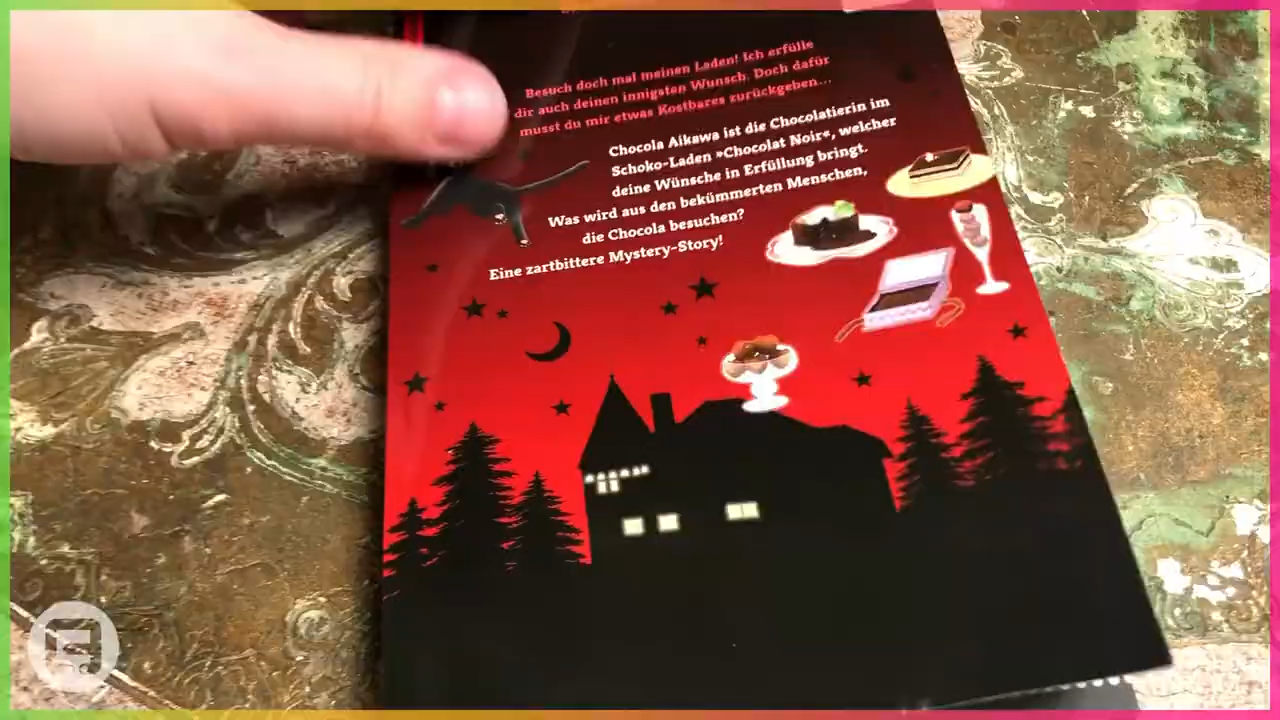 Besuch doch mal meinen Laden! Ich erfülle
dir auch deinen innigsten Wunsch. Doch dafür
musst du mir etwas Kostbares zurückgeben...
Chocola Aikawa ist die Chocolatierin im
Schoko-Laden »Chocolat Noir«, welcher
deine Wünsche in Erfüllung bringt.
Was wird aus den bekümmerten Menschen,
die Chocola besuchen?
Eine zartbittere Mystery-Story!